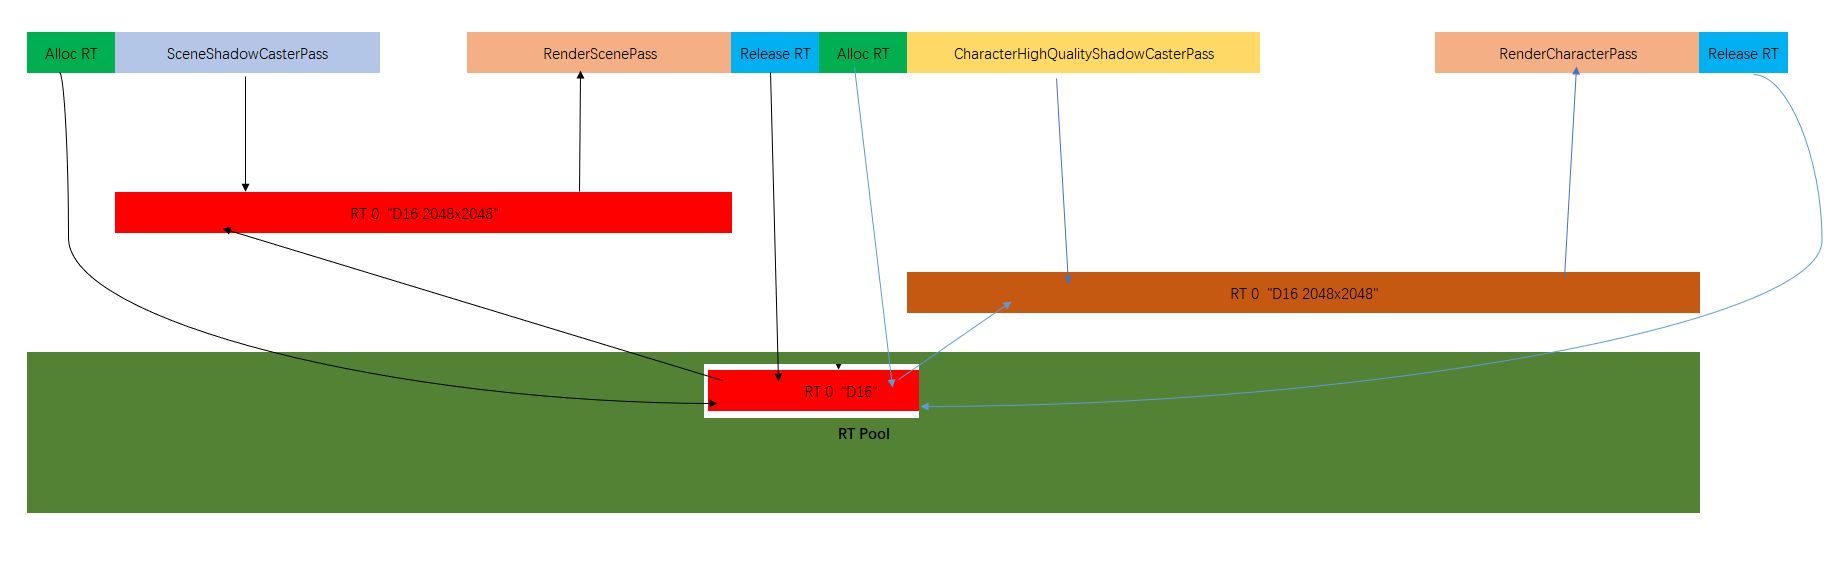 Alloc RT
SceneShadowCasterPass
RenderScenePass
Release RT
Alloc RT
CharacterHighQualityShadowCasterPass
RenderCharacterPass
Release RT
RT 0 "D16 2048x2048"
RT 0 "D16 2048x2048"
RT 0 "D16"
RT Pool